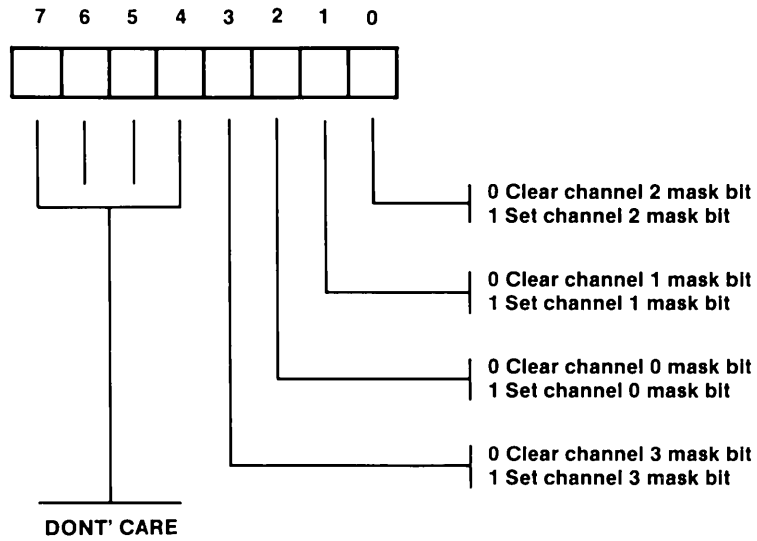 7 6 5 4 3 2 1 0
0 Clear channel 2 mask bit
1 Set channel 2 mask bit
0 Clear channel 1 mask bit
1 Set channel 1 mask bit
0 Clear channel 0 mask bit
1 Set channel 0 mask bit
0 Clear channel 3 mask bit
1 Set channel 3 mask bit
DONT' CARE